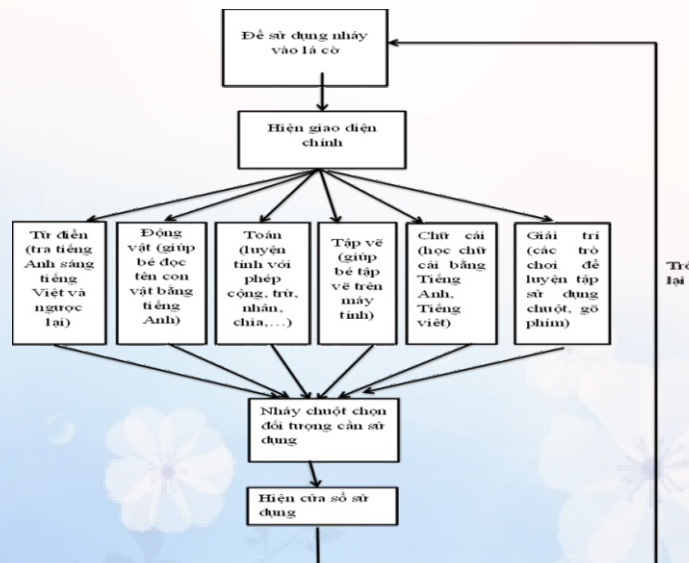 Để sử dụng nháy
vào lá cờ
Hiện giao diện
chính
Từ điển
(tra tiếng
Anh sáng
tiếng
Việt và
ngược
lại)
Động
vật (giúp
bé đọc
tên con
vật bằng
tiếng
Anh)
Toán
(luyện
tính với
phép
cộng, trừ,
nhân,
chia,...)
Tập vẽ
(giúp
bé tập
vẽ trên
máy
tính)
Chữ cái
(học chữ
cái bằng
Tiếng
Anh,
Tiếng
viêt)
Giải trí
(các trò
chơi để
luyện tập
sử dụng
chuột, gõ
phím)
Trở
lại
Nháy chuột chọn
đối tượng cần sử
dụng
Hiện cửa sổ sử
dụng